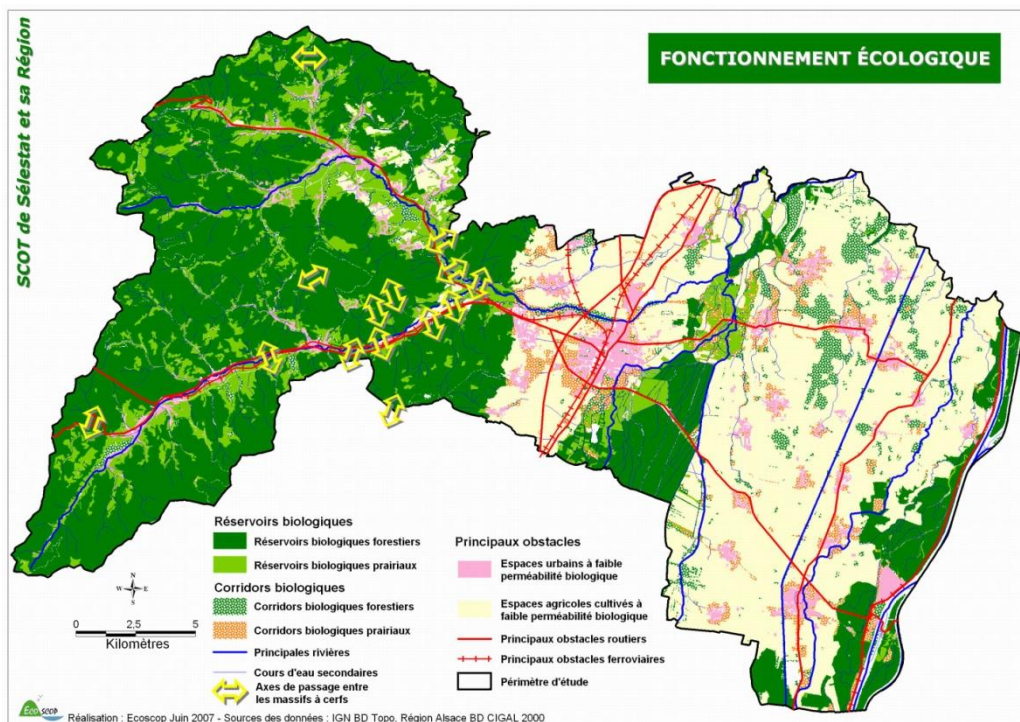 SCOT de Sélestat et sa Région
FONCTIONNEMENT ÉCOLOGIQUE
Réservoirs biologiques
Réservoirs biologiques forestiers
Réservoirs biologiques prairiaux
Corridors biologiques
Corridors biologiques forestiers
Corridors biologiques prairiaux
Principales rivières
Cours d'eau secondaires
Axes de passage entre
les massifs à cerfs
Principaux obstacles
Espaces urbains à faible
perméabilité biologique
Espaces agricoles cultivés à
faible perméabilité biologique
Principaux obstacles routiers
Principaux obstacles ferroviaires
Périmètre d'étude
N
W E
S
0 2,5 5
Kilomètres
Ecoscop
Réalisation : Ecoscop Juin 2007 - Sources des données : IGN BD Topo, Région Alsace BD CIGAL 2000